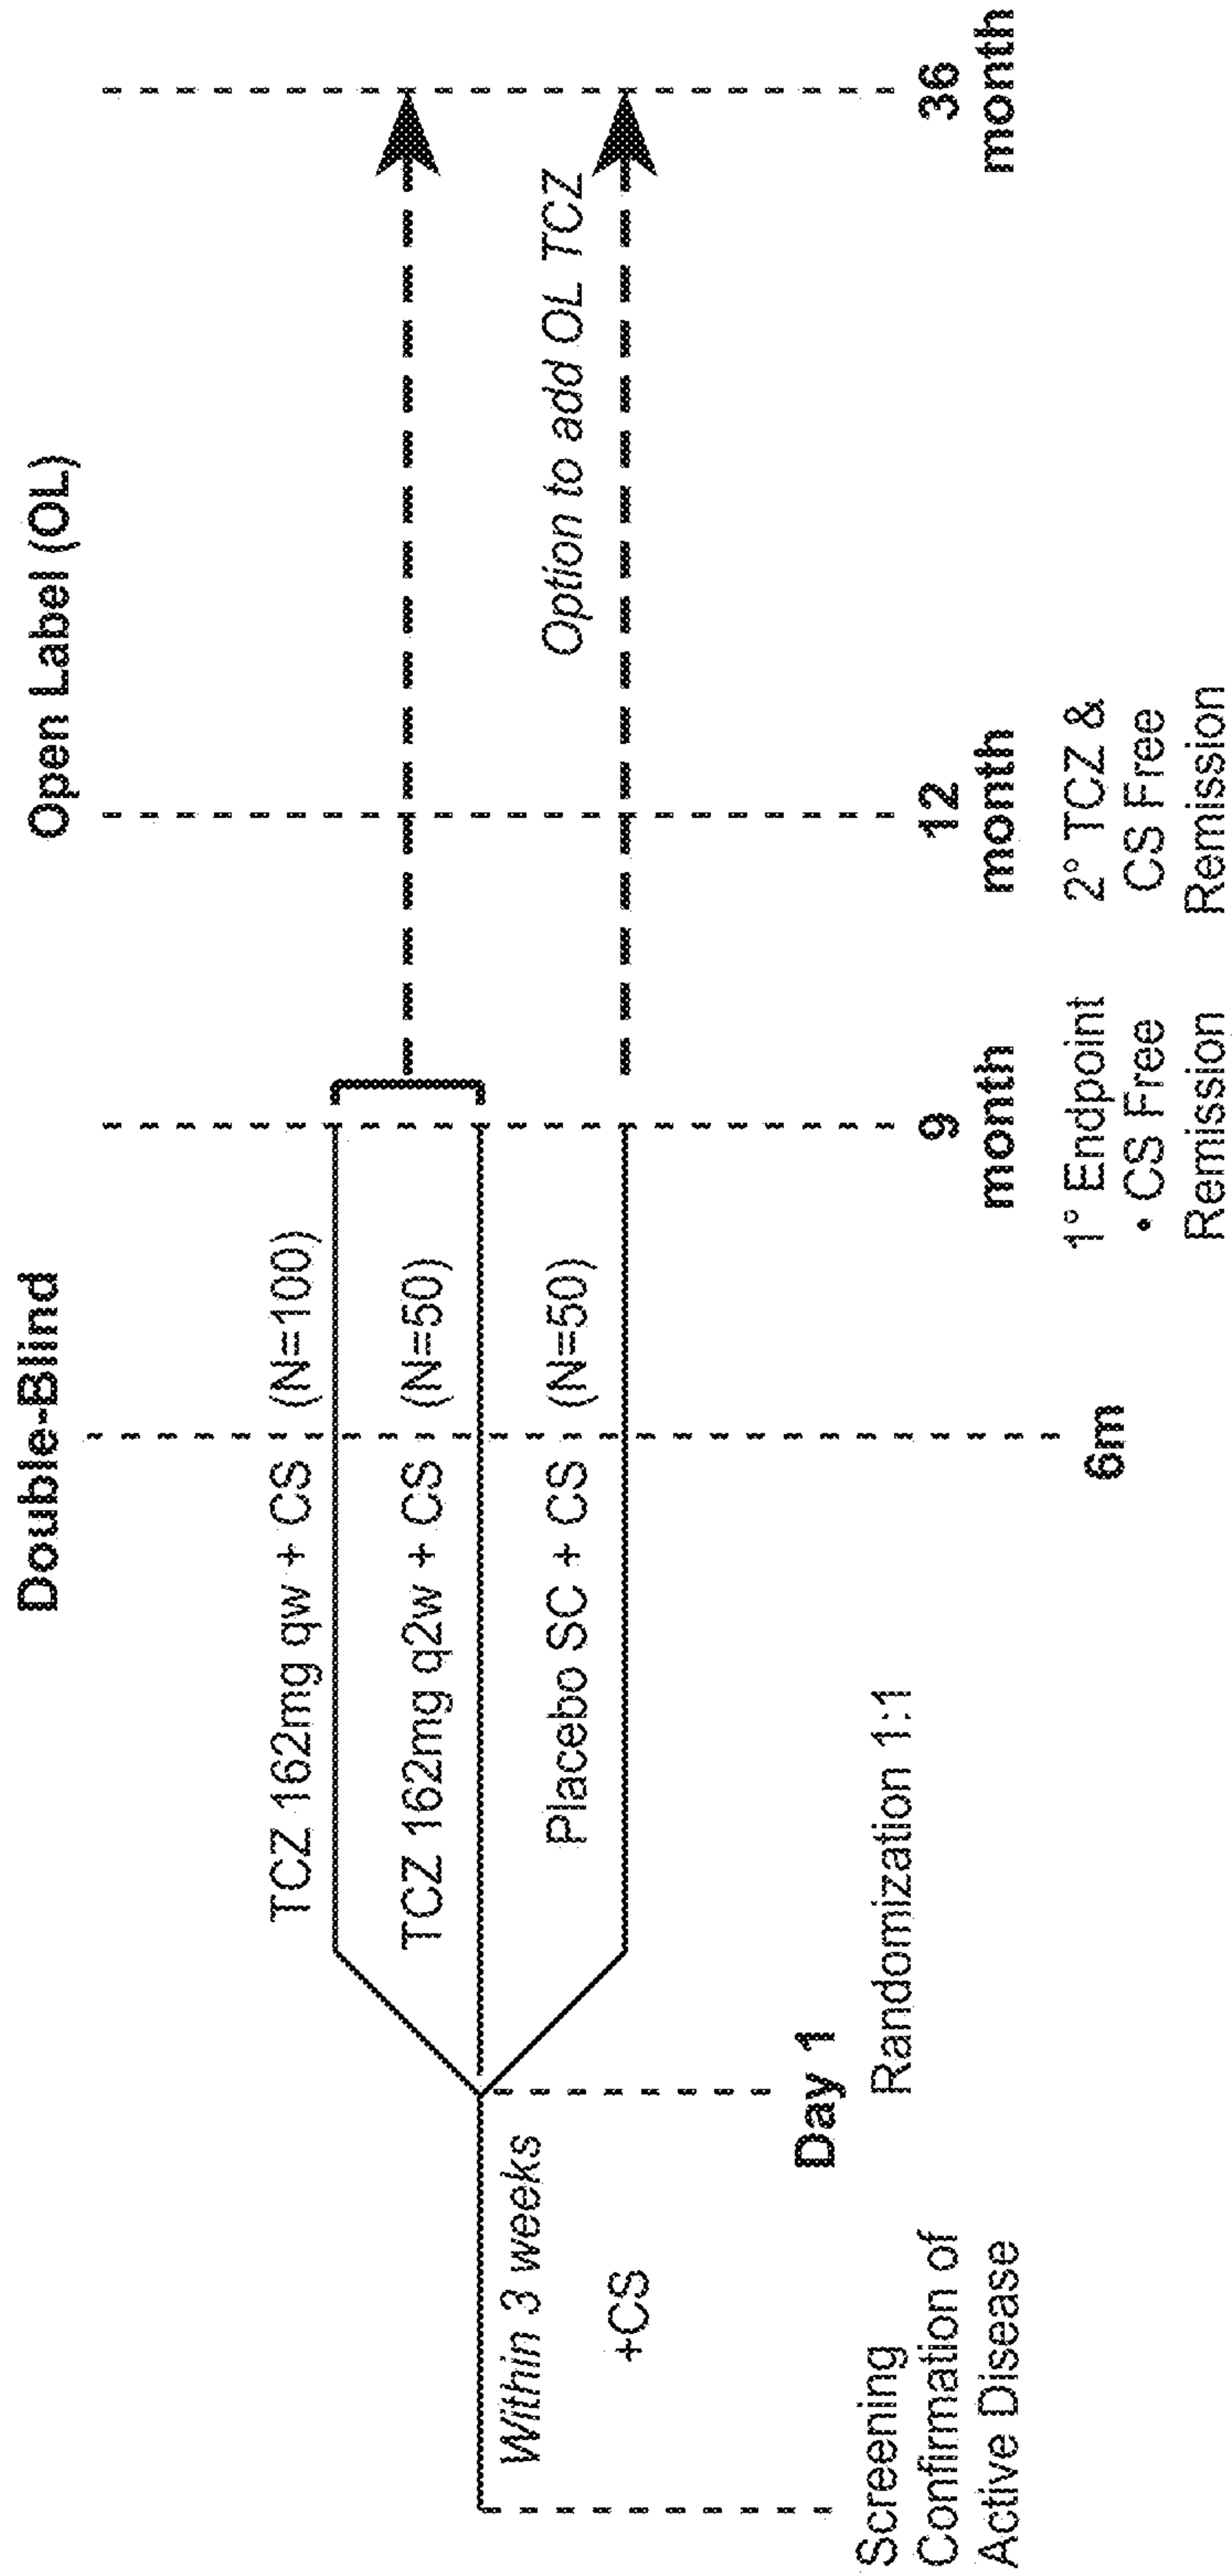 Double-Blind
Open Label (OL)
TCZ 162mg qw + CS (N=100)
TCZ 162mg q2w + CS (N=50)
Within 3 weeks
Placebo SC + CS (N=50)
Option to add OL TCZ
+CS
Day 1
Screening
Confirmation of
Active Disease
Randomization 1:1
6m
9
month
1° Endpoint
• CS Free
Remission
12
month
2° TCZ &
CS Free
Remission
36
month